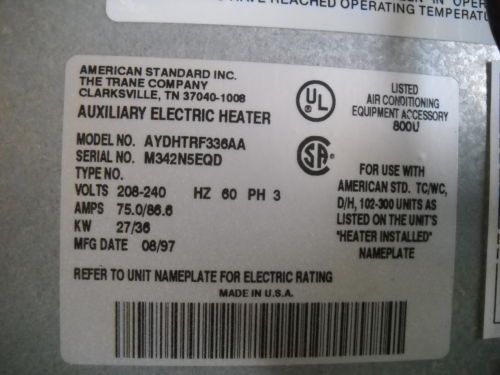 HAVE REACHED OPERATING TEMPERATU
AMERICAN STANDARD INC.
THE TRANE COMPANY
CLARKSVILLE, TN 37040-1008
AUXILIARY ELECTRIC HEATER
MODEL NO. AYDHTRF336AA
SERIAL NO. M342N5EQD
TYPE NO.
VOLTS 208-240 HZ 60 PH 3
AMPS 75.0/86.6
KW 27/36
MFG DATE 08/97
UL
LISTED
AIR CONDITIONING
EQUIPMENT ACCESSORY
800U
SA
FOR USE WITH
AMERICAN STD. TC/WC,
D/H, 102-300 UNITS AS
LISTED ON THE UNIT'S
"HEATER INSTALLED"
NAMEPLATE
REFER TO UNIT NAMEPLATE FOR ELECTRIC RATING
MADE IN U.S.A.